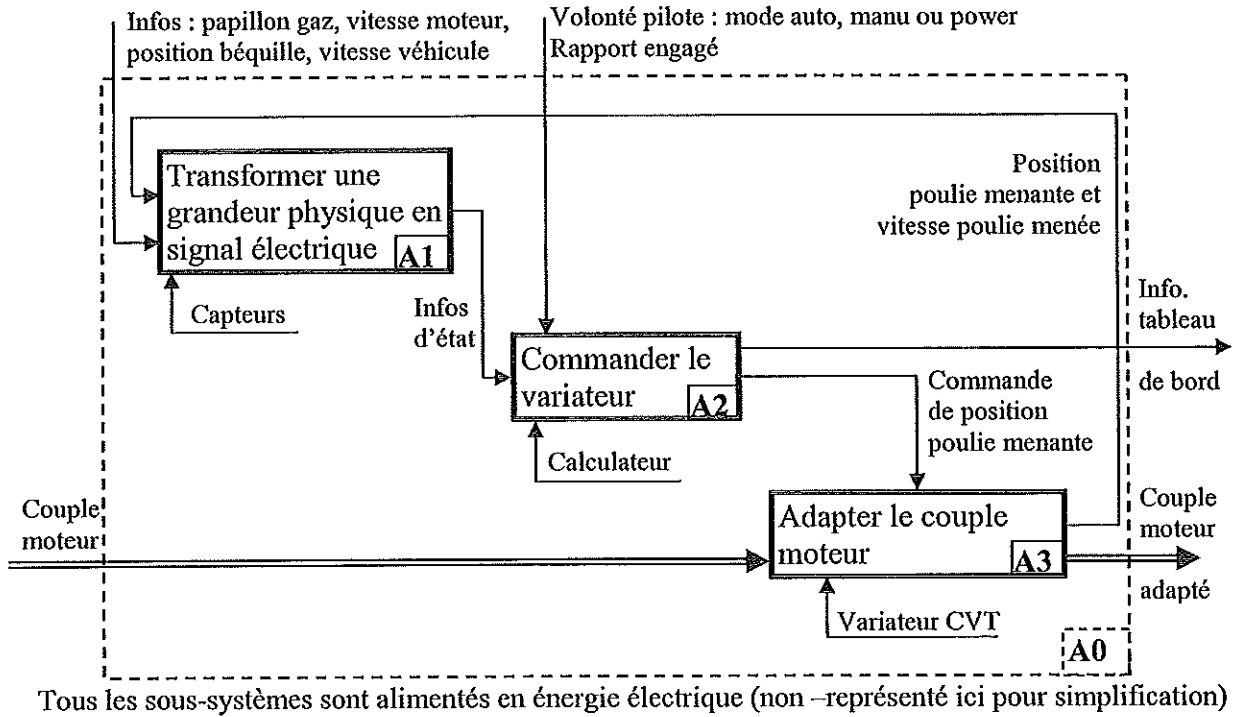 Infos : papillon gaz, vitesse moteur,
position béquille, vitesse véhicule
Volonté pilote : mode auto, manu ou power
Rapport engagé
Transformer une
grandeur physique en
signal électrique
A1
Capteurs
Infos
d'état
Position
poulie menante et
vitesse poulie menée
Commander le
variateur
A2
Calculateur
Info.
tableau
de bord
Commande
de position
poulie menante
Couple
moteur
Adapter le couple
moteur
A3
Variateur CVT
Couple
moteur
adapté
A0
Tous les sous-systèmes sont alimentés en énergie électrique (non –représenté ici pour simplification)